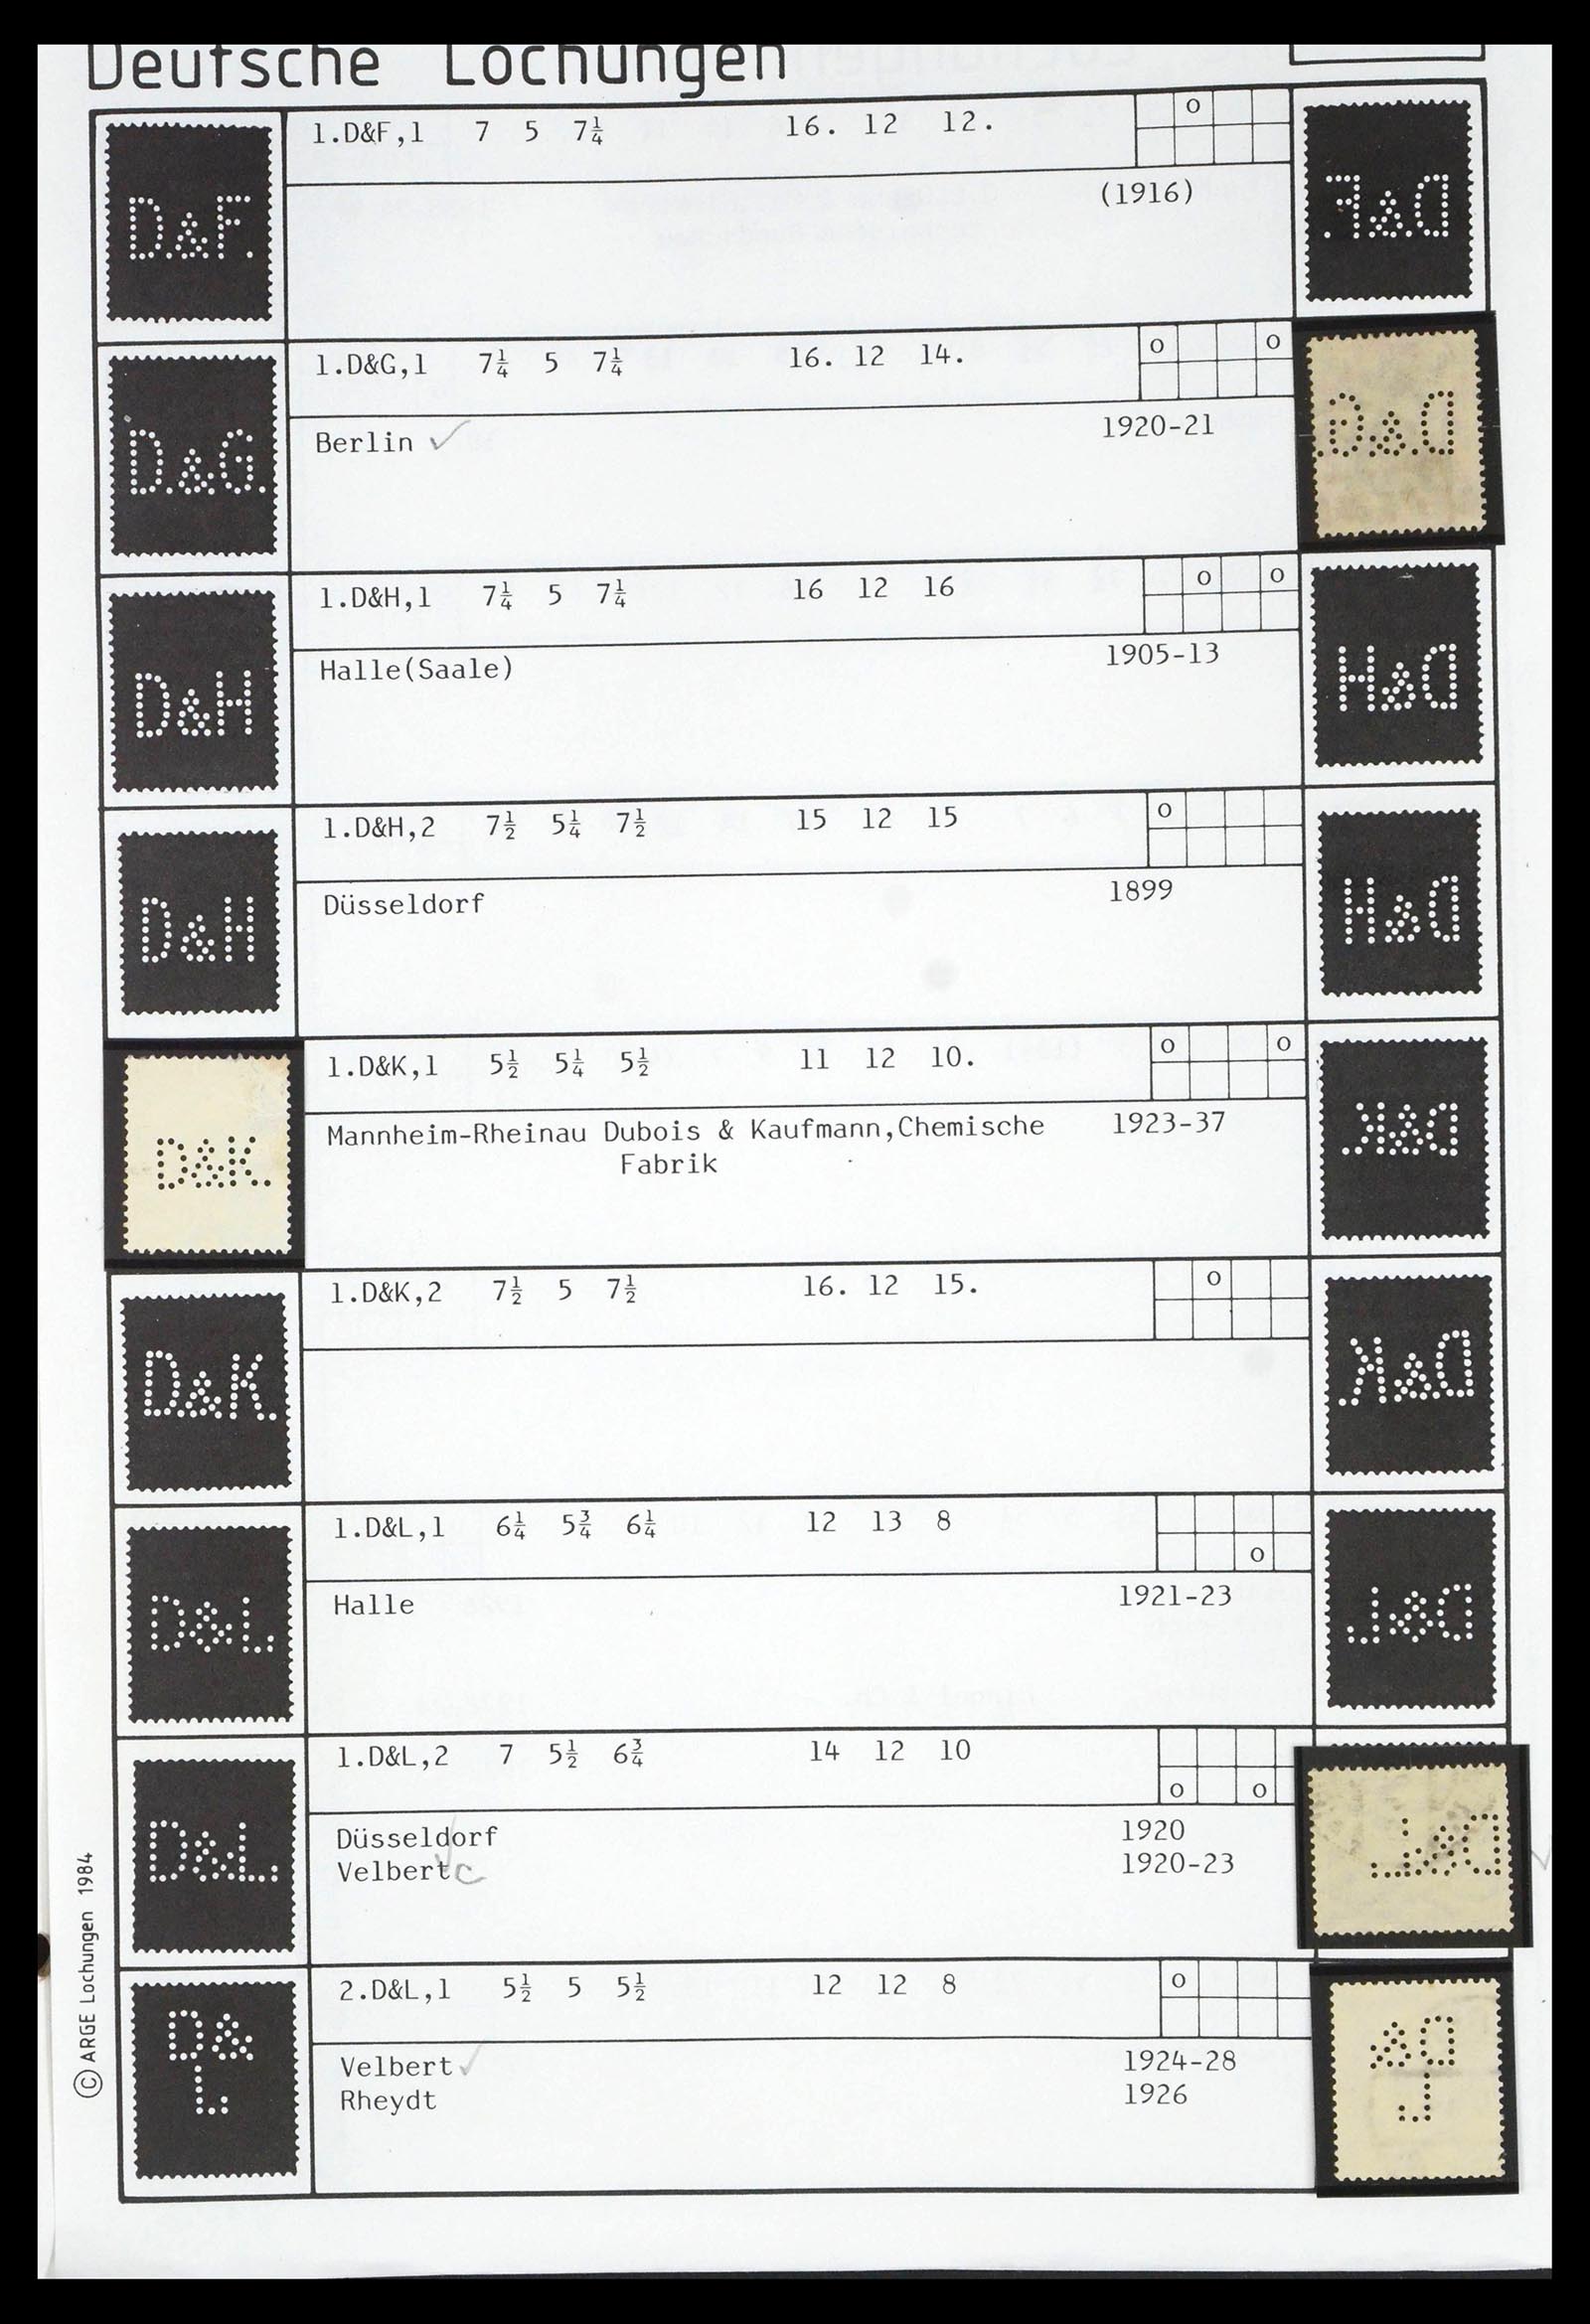 Deutsche Lochungen
D&F.
1.D&F,1 7 5 7¼ 16. 12 12. o
(1916)
D&F.
D.&G.
1.D&G,1 7¼ 5 7¼ 16. 12 14. o o
Berlin ✓ 1920-21
D.&G.
D&H
1.D&H,1 7¼ 5 7¼ 16 12 16 o o
Halle(Saale) 1905-13
D&H
D&H
1.D&H,2 7½ 5¼ 7½ 15 12 15 o
Düsseldorf 1899
D&H
D&K.
1.D&K,1 5½ 5¼ 5½ 11 12 10. o o
Mannheim-Rheinau Dubois & Kaufmann,Chemische 1923-37
Fabrik
D&K.
D&K.
1.D&K,2 7½ 5 7½ 16. 12 15. o
D&K.
D&L.
1.D&L,1 6¼ 5¾ 6¼ 12 13 8 o
Halle 1921-23
D&L.
D&L.
1.D&L,2 7 5½ 6¾ 14 12 10 o o
Düsseldorf 1920
Velbert ✓ c 1920-23
D&L.
D&
L.
2.D&L,1 5½ 5 5½ 12 12 8 o
Velbert ✓ 1924-28
Rheydt 1926
D&
L.
© ARGE Lochungen 1984